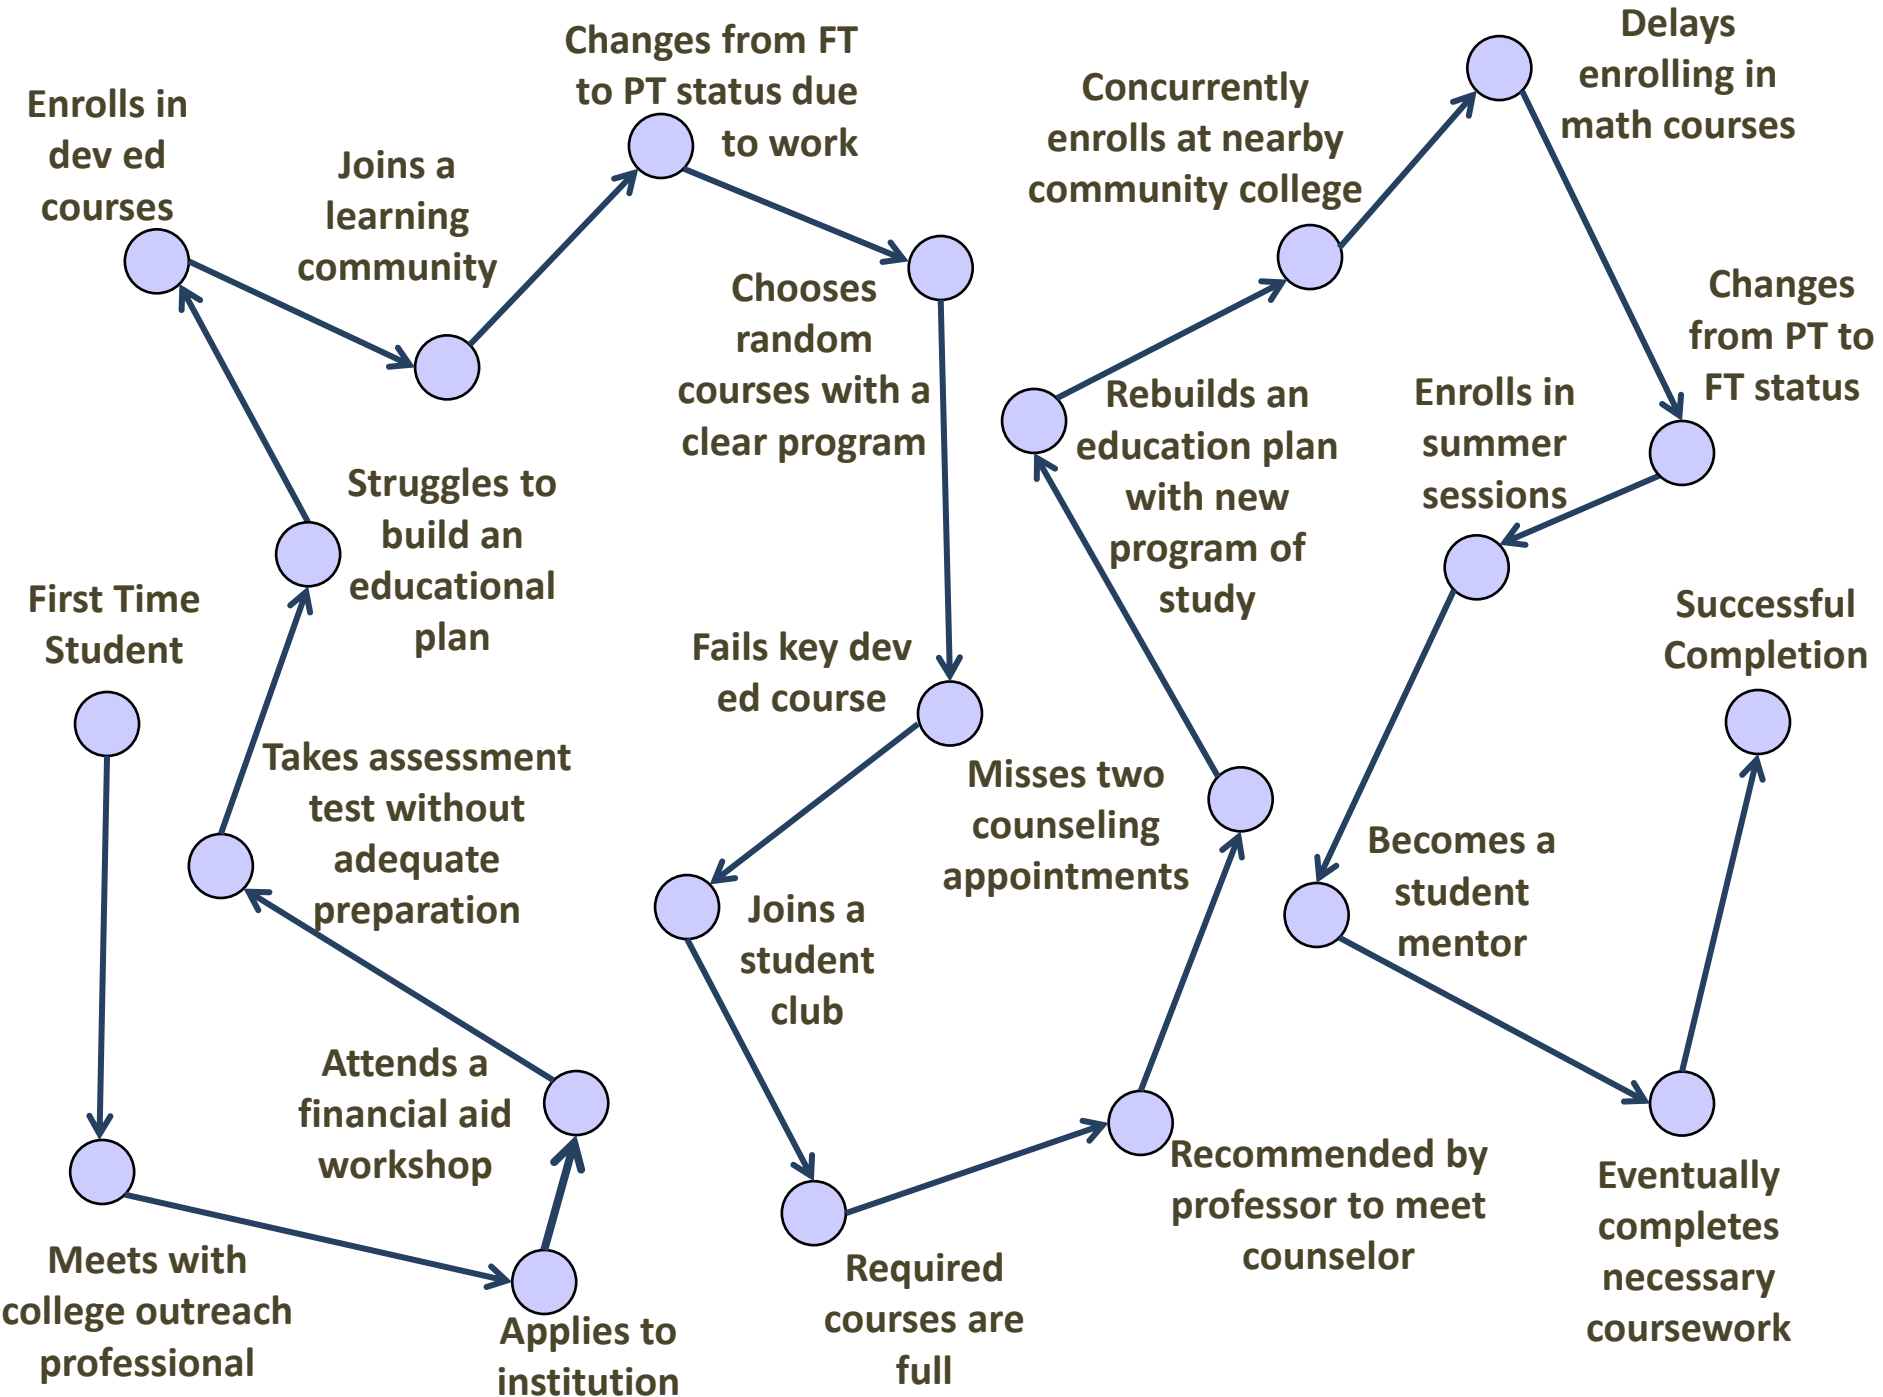 First Time
Student
Meets with
college outreach
professional
Applies to
institution
Attends a
financial aid
workshop
Takes assessment
test without
adequate
preparation
Struggles to
build an
educational
plan
Enrolls in
dev ed
courses
Joins a
learning
community
Changes from FT
to PT status due
to work
Chooses
random
courses with a
clear program
Fails key dev
ed course
Joins a
student
club
Required
courses are
full
Recommended by
professor to meet
counselor
Misses two
counseling
appointments
Rebuilds an
education plan
with new
program of
study
Concurrently
enrolls at nearby
community college
Delays
enrolling in
math courses
Changes
from PT to
FT status
Enrolls in
summer
sessions
Becomes a
student
mentor
Eventually
completes
necessary
coursework
Successful
Completion